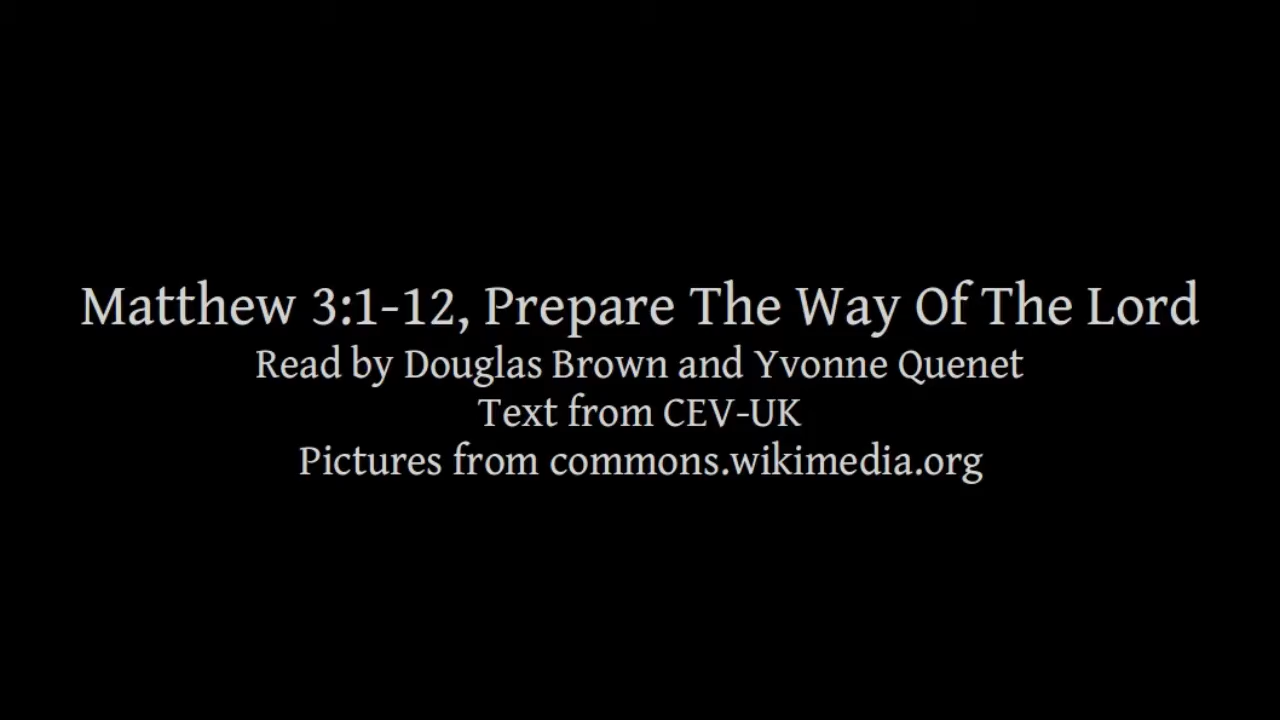 Matthew 3:1-12, Prepare The Way Of The Lord
Read by Douglas Brown and Yvonne Quenet
Text from CEV-UK
Pictures from commons.wikimedia.org